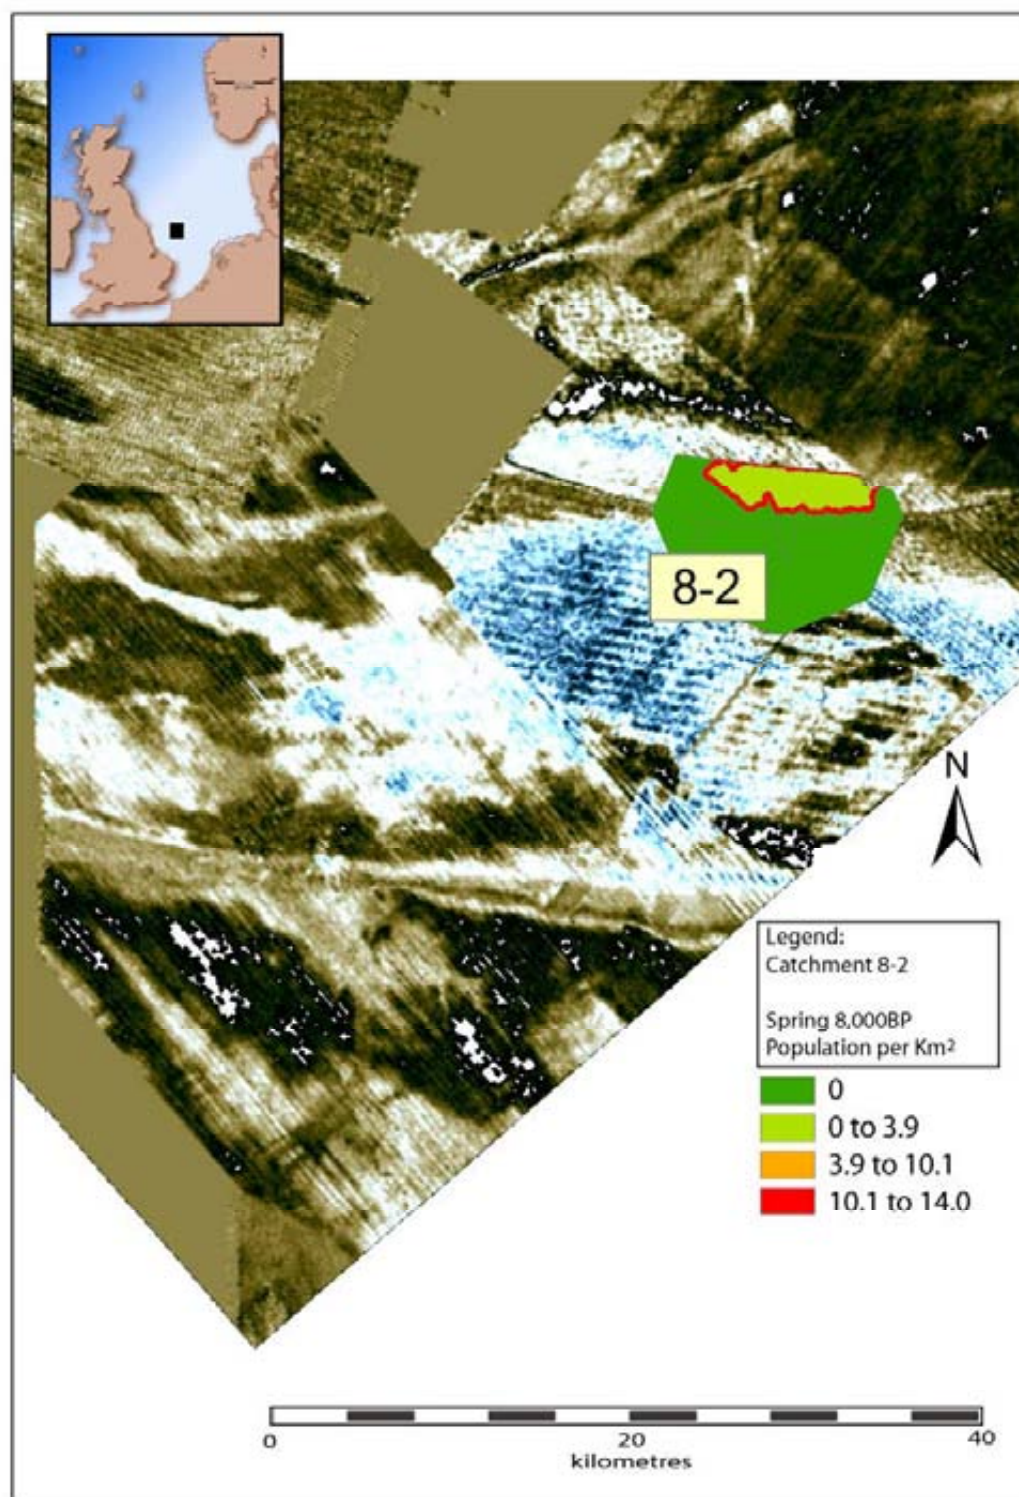 8-2
N
Legend:
Catchment 8-2
Spring 8,000BP
Population per Km²
0
0 to 3.9
3.9 to 10.1
10.1 to 14.0
0 20 40
kilometres